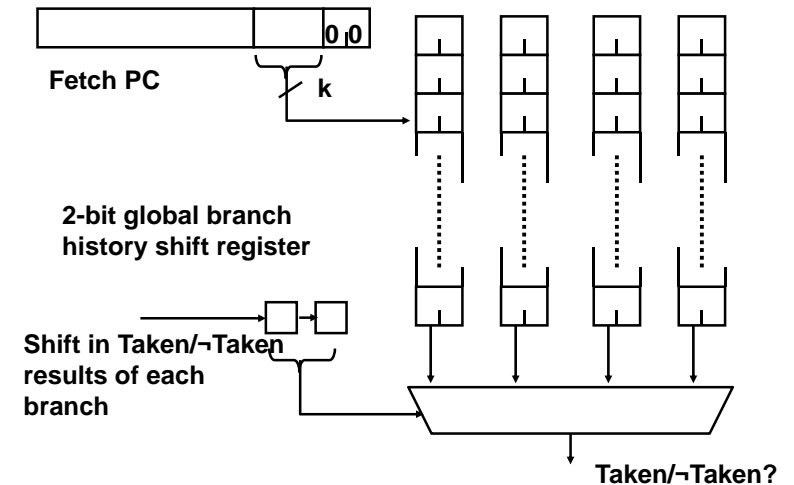 0 0
Fetch PC
k
2-bit global branch
history shift register
Shift in Taken/¬Taken
results of each
branch
Taken/¬Taken?